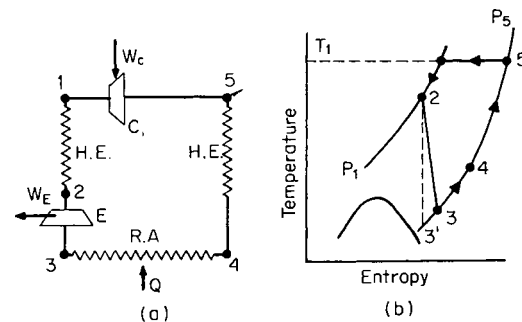 Wc
1
5
C,
H.E.
H.E.
2
WE
E
R.A
3
4
Q
(a)
P5
T1
5
2
P1
4
3
3'
Temperature
Entropy
(b)